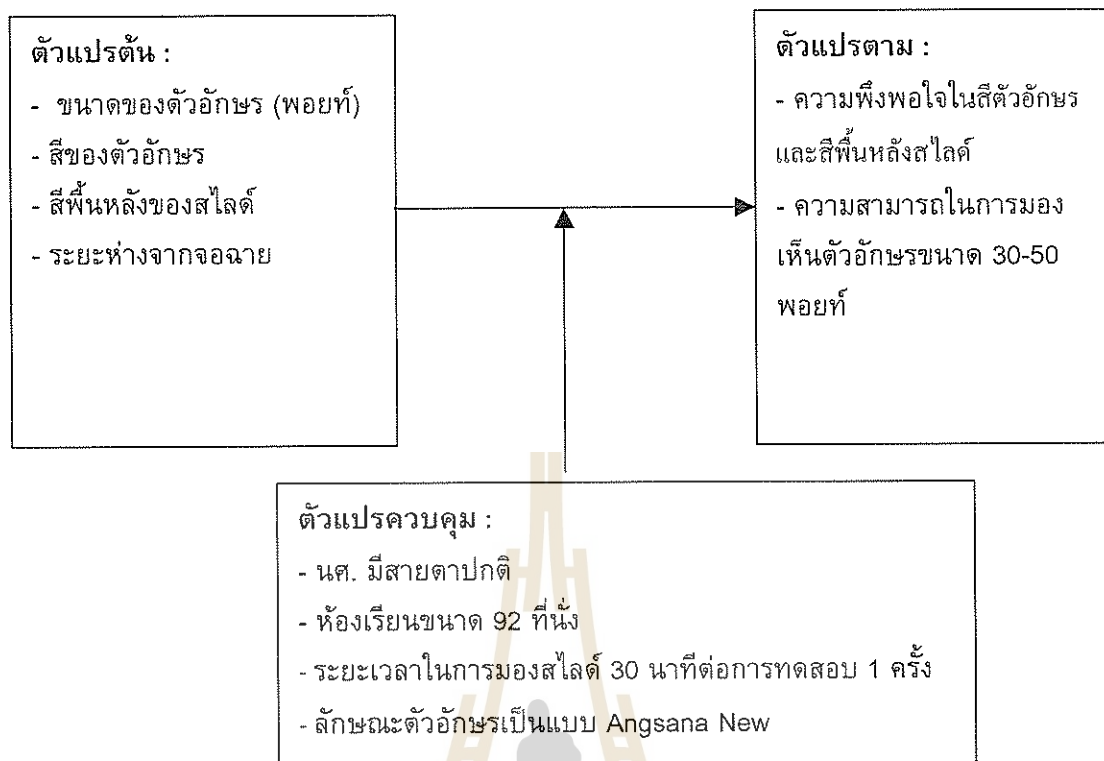 ตัวแปรต้น :
- ขนาดของตัวอักษร (พอยท์)
- สีของตัวอักษร
- สีพื้นหลังของสไลด์
- ระยะห่างจากจอฉาย
ตัวแปรตาม :
- ความพึงพอใจในสีตัวอักษร
และสีพื้นหลังสไลด์
- ความสามารถในการมอง
เห็นตัวอักษรขนาด 30-50
พอยท์
ตัวแปรควบคุม :
- นศ. มีสายตาปกติ
- ห้องเรียนขนาด 92 ที่นั่ง
- ระยะเวลาในการมองสไลด์ 30 นาทีต่อการทดสอบ 1 ครั้ง
- ลักษณะตัวอักษรเป็นแบบ Angsana New